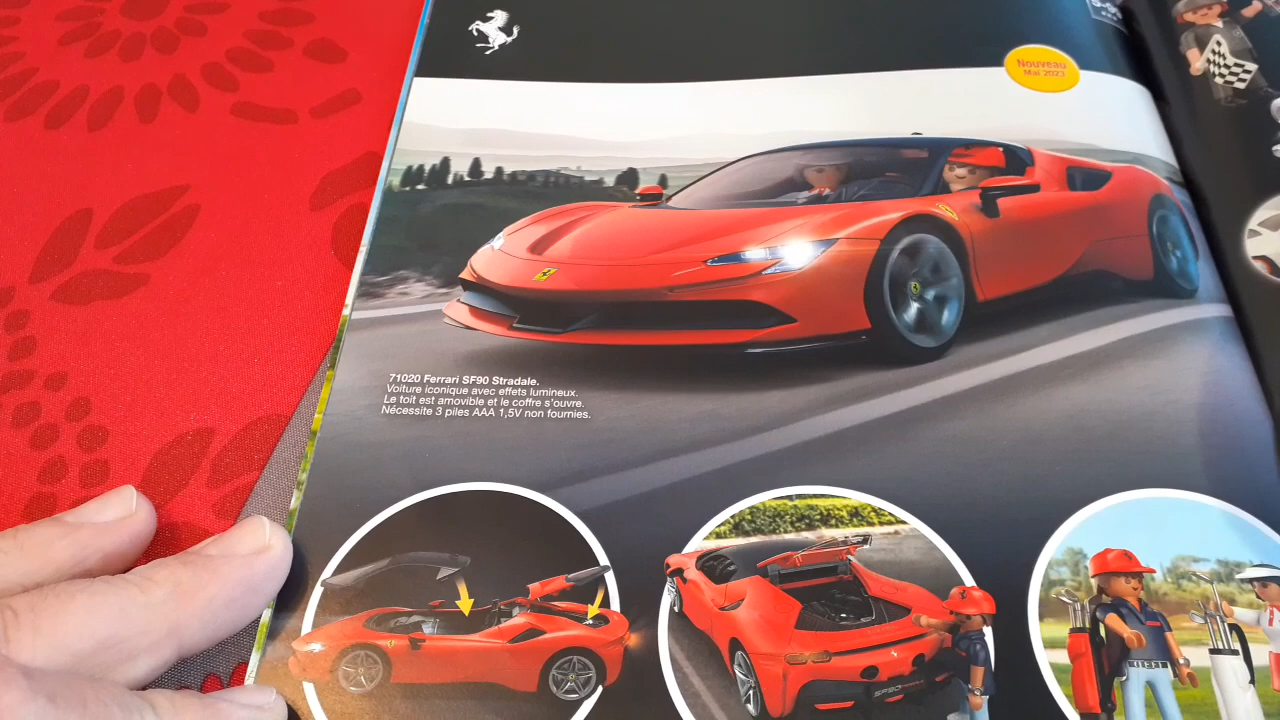 Nouveau
Mai 2023
71020 Ferrari SF90 Stradale.
Voiture iconique avec effets lumineux.
Le toit est amovible et le coffre s'ouvre.
Nécessite 3 piles AAA 1,5V non fournies.
SF90